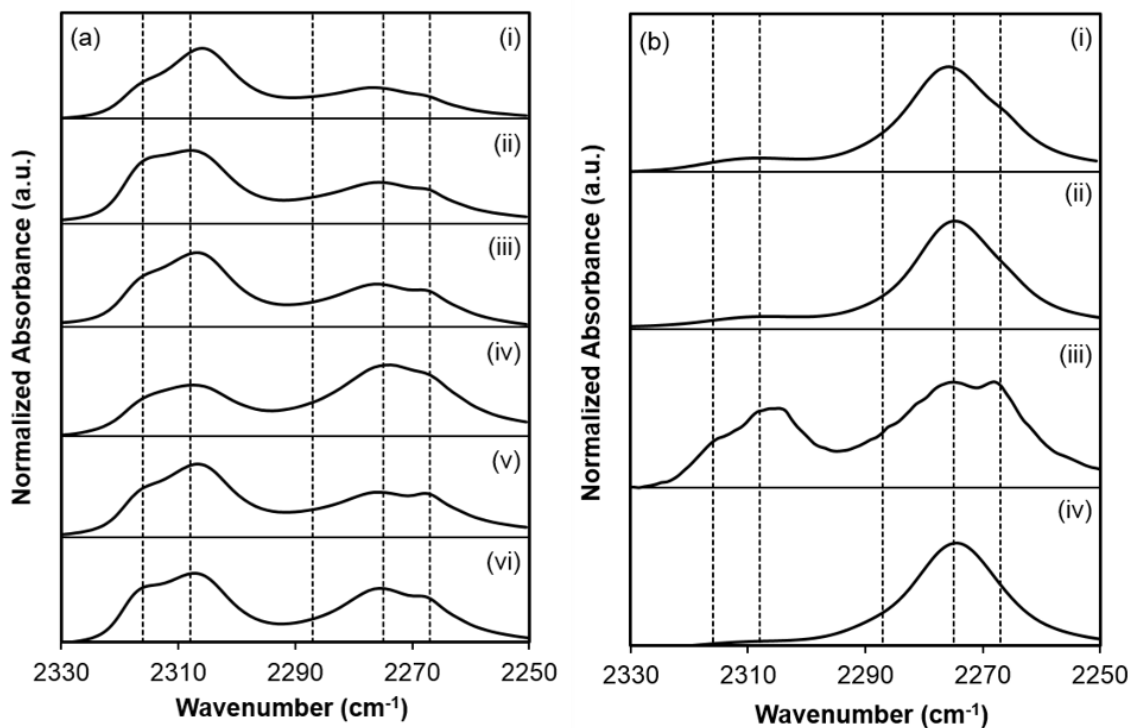 (a)
(i)
(ii)
(iii)
(iv)
(v)
(vi)
Normalized Absorbance (a.u.)
2330 2310 2290 2270 2250
Wavenumber (cm⁻¹)
(b)
(i)
(ii)
(iii)
(iv)
Normalized Absorbance (a.u.)
2330 2310 2290 2270 2250
Wavenumber (cm⁻¹)